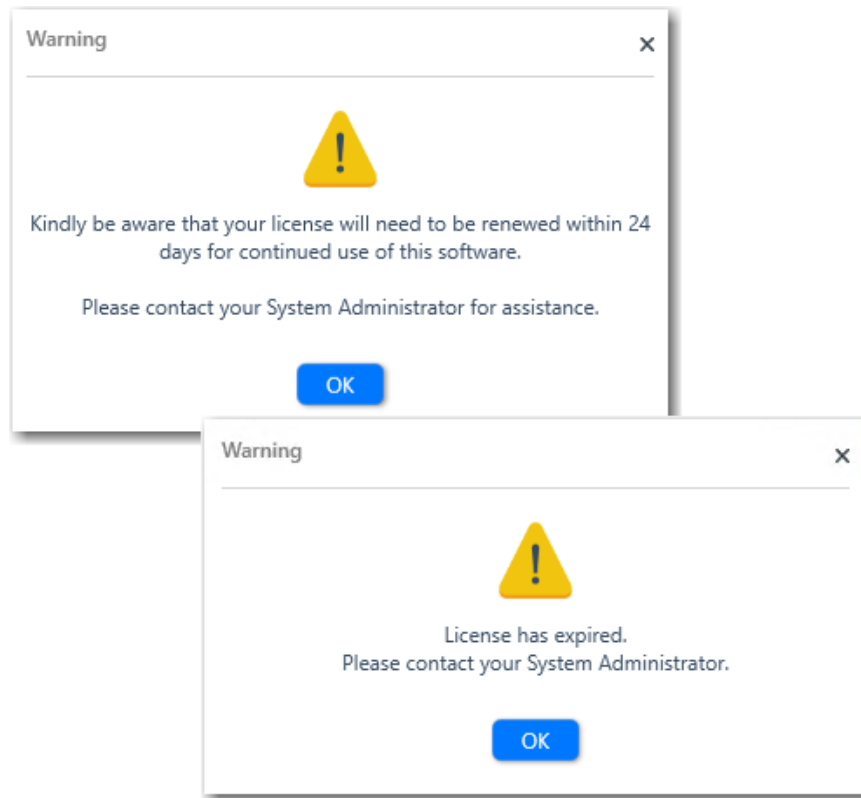 Warning
Kindly be aware that your license will need to be renewed within 24
days for continued use of this software.
Please contact your System Administrator for assistance.
OK
Warning
License has expired.
Please contact your System Administrator.
OK